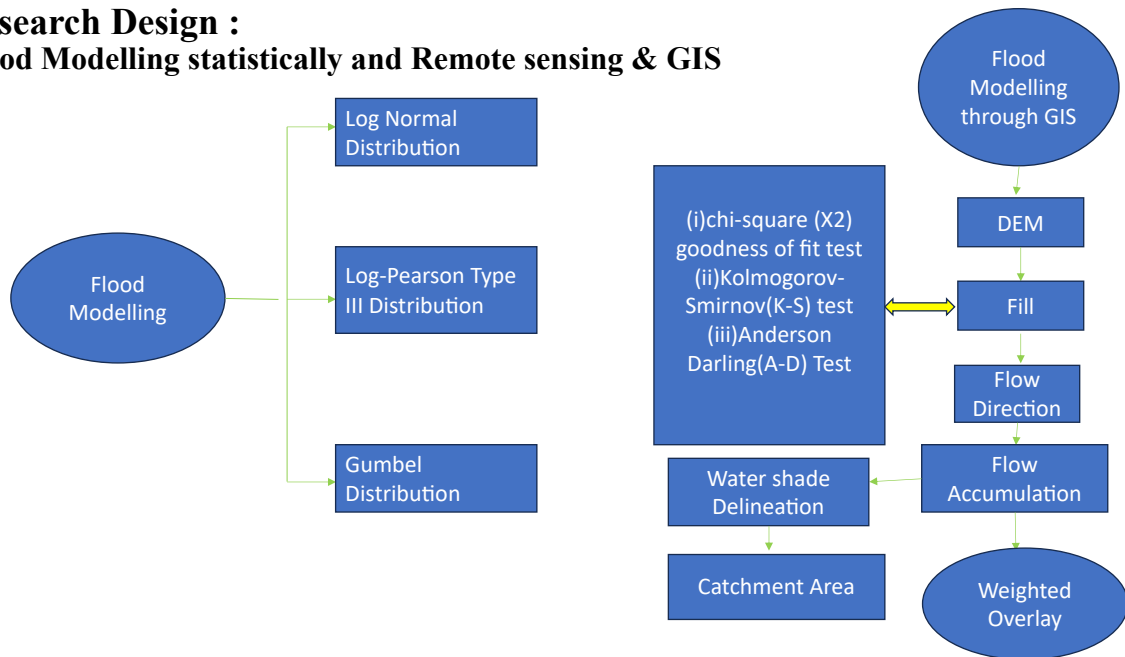 search Design :
od Modelling statistically and Remote sensing & GIS
Flood
Modelling
Log Normal
Distribution
Log-Pearson Type
III Distribution
Gumbel
Distribution
(i)chi-square (X2)
goodness of fit test
(ii)Kolmogorov-
Smirnov(K-S) test
(iii)Anderson
Darling(A-D) Test
Flood
Modelling
through GIS
DEM
Fill
Flow
Direction
Flow
Accumulation
Water shade
Delineation
Catchment Area
Weighted
Overlay